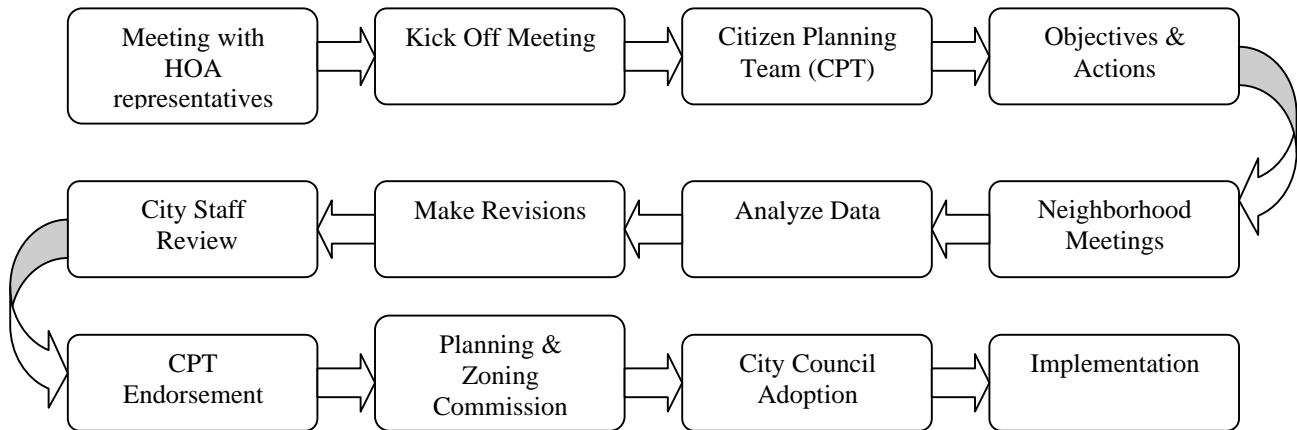 Meeting with
HOA
representatives
Kick Off Meeting
Citizen Planning
Team (CPT)
Objectives &
Actions
City Staff
Review
Make Revisions
Analyze Data
Neighborhood
Meetings
CPT
Endorsement
Planning &
Zoning
Commission
City Council
Adoption
Implementation